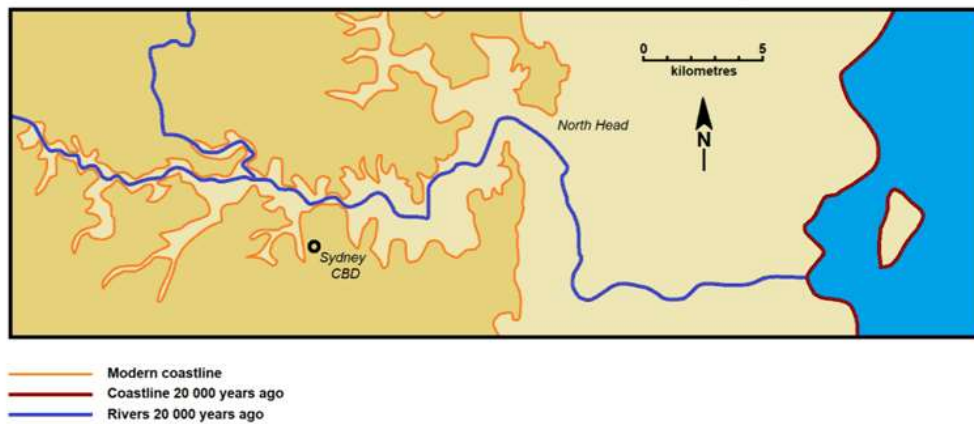 0 5
kilometres
North Head
N
Sydney
CBD
Modern coastline
Coastline 20 000 years ago
Rivers 20 000 years ago